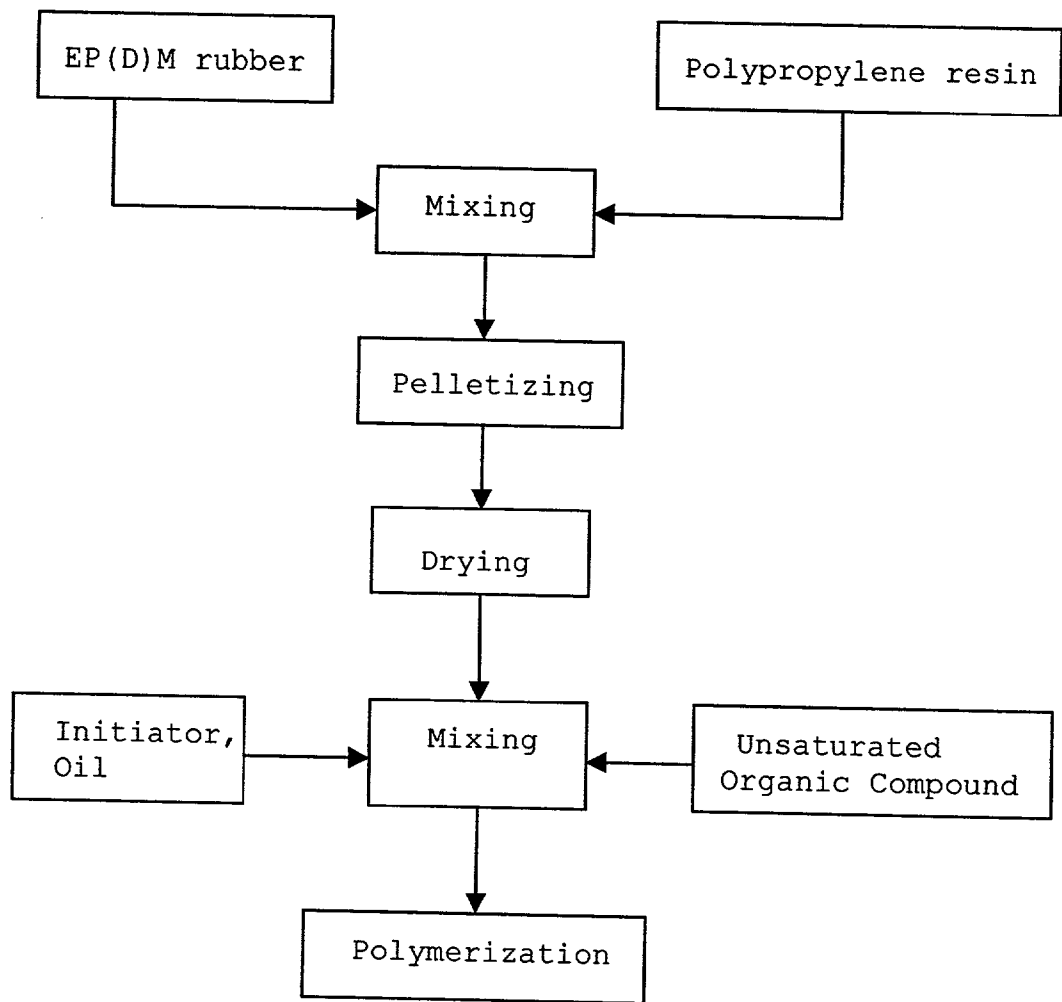 EP(D)M rubber
Polypropylene resin
Mixing
Pelletizing
Drying
Initiator,
Oil
Mixing
Unsaturated
Organic Compound
Polymerization